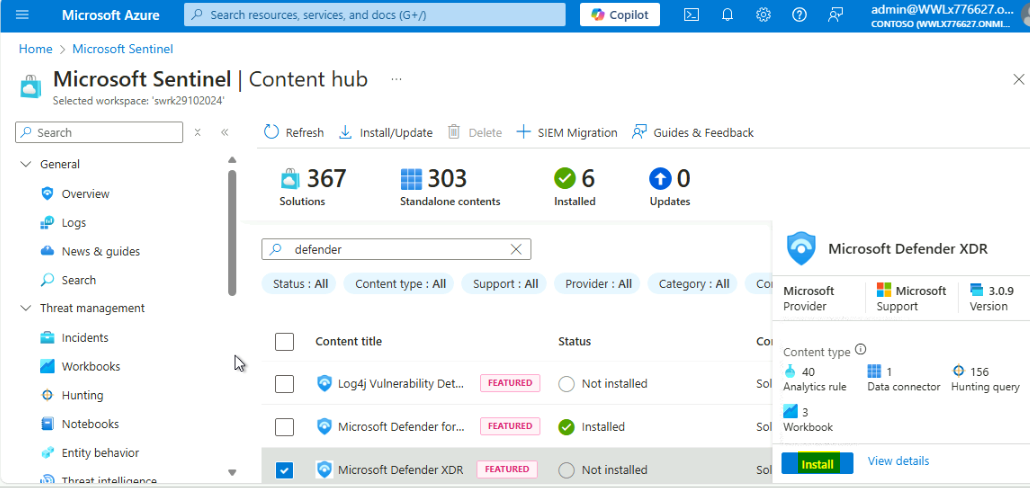 Microsoft Azure
Search resources, services, and docs (G+/)
Copilot
admin@WWLx776627.o...
CONTOSO (WWLX776627.ONMI...
Home > Microsoft Sentinel
Microsoft Sentinel | Content hub ...
Selected workspace: 'swrk29102024'
Search
Refresh
Install/Update
Delete
SIEM Migration
Guides & Feedback
General
Overview
Logs
News & guides
Search
Threat management
Incidents
Workbooks
Hunting
Notebooks
Entity behavior
Threat intelligence
367
Solutions
303
Standalone contents
6
Installed
0
Updates
defender
Status : All
Content type : All
Support : All
Provider : All
Category : All
Co
Content title
Status
Co
Log4j Vulnerability Det...
FEATURED
Not installed
Sol
Microsoft Defender for...
FEATURED
Installed
Sol
Microsoft Defender XDR
FEATURED
Not installed
Sol
Microsoft Defender XDR
Microsoft
Provider
Microsoft
Support
3.0.9
Version
Content type
40
Analytics rule
1
Data connector
156
Hunting query
3
Workbook
Install
View details